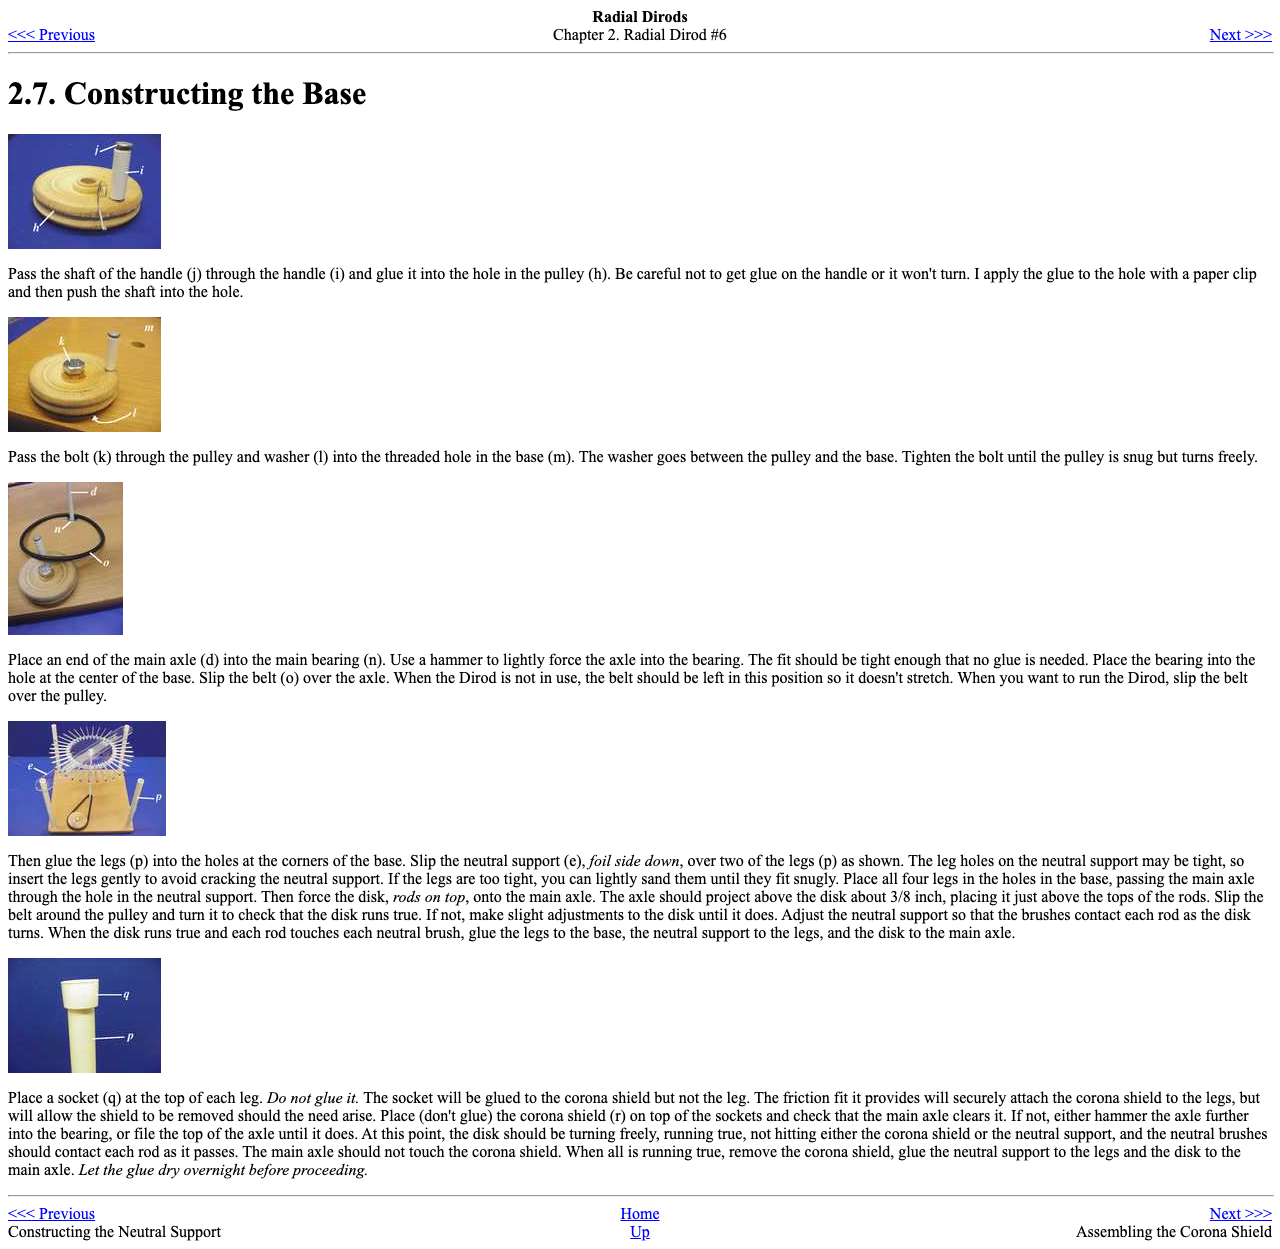 Radial Dirods
<<< Previous Chapter 2. Radial Dirod #6 Next >>>
2.7. Constructing the Base
j
i
h
Pass the shaft of the handle (j) through the handle (i) and glue it into the hole in the pulley (h). Be careful not to get glue on the handle or it won't turn. I apply the glue to the hole with a paper clip
and then push the shaft into the hole.
m
k
l
Pass the bolt (k) through the pulley and washer (l) into the threaded hole in the base (m). The washer goes between the pulley and the base. Tighten the bolt until the pulley is snug but turns freely.
d
n
o
Place an end of the main axle (d) into the main bearing (n). Use a hammer to lightly force the axle into the bearing. The fit should be tight enough that no glue is needed. Place the bearing into the
hole at the center of the base. Slip the belt (o) over the axle. When the Dirod is not in use, the belt should be left in this position so it doesn't stretch. When you want to run the Dirod, slip the belt
over the pulley.
e
p
Then glue the legs (p) into the holes at the corners of the base. Slip the neutral support (e), foil side down, over two of the legs (p) as shown. The leg holes on the neutral support may be tight, so
insert the legs gently to avoid cracking the neutral support. If the legs are too tight, you can lightly sand them until they fit snugly. Place all four legs in the holes in the base, passing the main axle
through the hole in the neutral support. Then force the disk, rods on top, onto the main axle. The axle should project above the disk about 3/8 inch, placing it just above the tops of the rods. Slip the
belt around the pulley and turn it to check that the disk runs true. If not, make slight adjustments to the disk until it does. Adjust the neutral support so that the brushes contact each rod as the disk
turns. When the disk runs true and each rod touches each neutral brush, glue the legs to the base, the neutral support to the legs, and the disk to the main axle.
q
p
Place a socket (q) at the top of each leg. Do not glue it. The socket will be glued to the corona shield but not the leg. The friction fit it provides will securely attach the corona shield to the legs, but
will allow the shield to be removed should the need arise. Place (don't glue) the corona shield (r) on top of the sockets and check that the main axle clears it. If not, either hammer the axle further
into the bearing, or file the top of the axle until it does. At this point, the disk should be turning freely, running true, not hitting either the corona shield or the neutral support, and the neutral brushes
should contact each rod as it passes. The main axle should not touch the corona shield. When all is running true, remove the corona shield, glue the neutral support to the legs and the disk to the
main axle. Let the glue dry overnight before proceeding.
<<< Previous Home Next >>>
Constructing the Neutral Support Up Assembling the Corona Shield